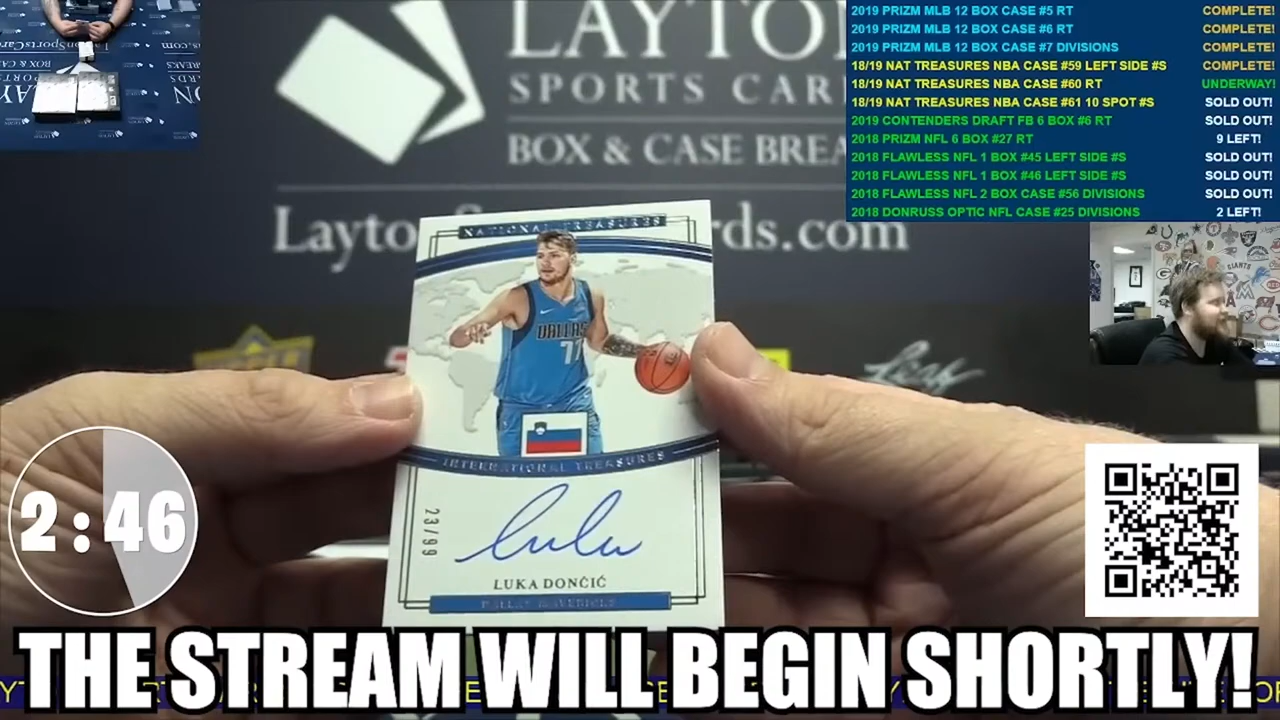 2019 PRIZM MLB 12 BOX CASE #5 RT COMPLETE!
2019 PRIZM MLB 12 BOX CASE #6 RT COMPLETE!
2019 PRIZM MLB 12 BOX CASE #7 DIVISIONS COMPLETE!
18/19 NAT TREASURES NBA CASE #59 LEFT SIDE #S COMPLETE!
18/19 NAT TREASURES NBA CASE #60 RT UNDERWAY!
18/19 NAT TREASURES NBA CASE #61 10 SPOT #S SOLD OUT!
2019 CONTENDERS DRAFT FB 6 BOX #6 RT SOLD OUT!
2018 PRIZM NFL 6 BOX #27 RT 9 LEFT!
2018 FLAWLESS NFL 1 BOX #45 LEFT SIDE #S SOLD OUT!
2018 FLAWLESS NFL 1 BOX #46 LEFT SIDE #S SOLD OUT!
2018 FLAWLESS NFL 2 BOX CASE #56 DIVISIONS SOLD OUT!
2018 DONRUSS OPTIC NFL CASE #25 DIVISIONS 2 LEFT!
LAYTON
SPORTS CAR
BOX & CASE BREA
Layto S rds.com
NATIONAL TREASURES
DALLAS
77
INTERNATIONAL TREASURES
23/99
LUKA DONČIĆ
DALLAS MAVERICKS
Leaf
GIANTS
2:46
THE STREAM WILL BEGIN SHORTLY!